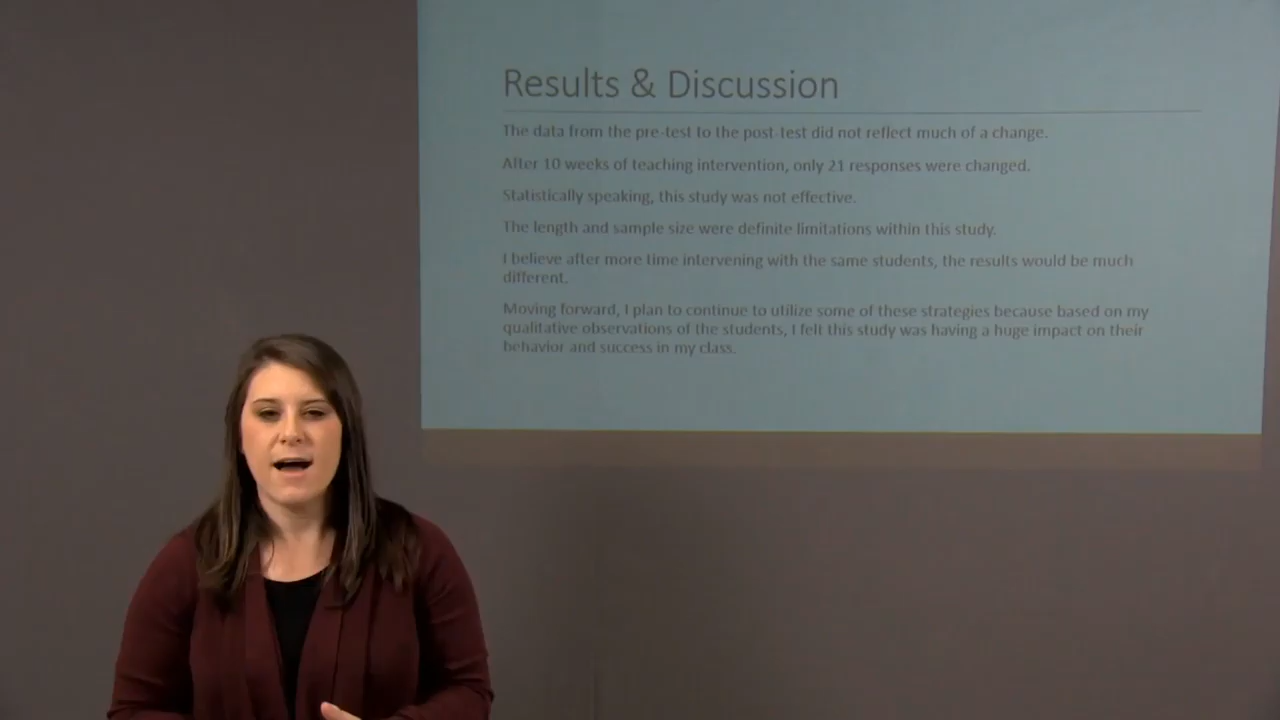 Results & Discussion
The data from the pre-test to the post-test did not reflect much of a change.
After 10 weeks of teaching intervention, only 21 responses were changed.
Statistically speaking, this study was not effective.
The length and sample size were definite limitations within this study.
I believe after more time intervening with the same students, the results would be much
different.
Moving forward, I plan to continue to utilize some of these strategies because based on my
qualitative observations of the students, I felt this study was having a huge impact on their
behavior and success in my class.